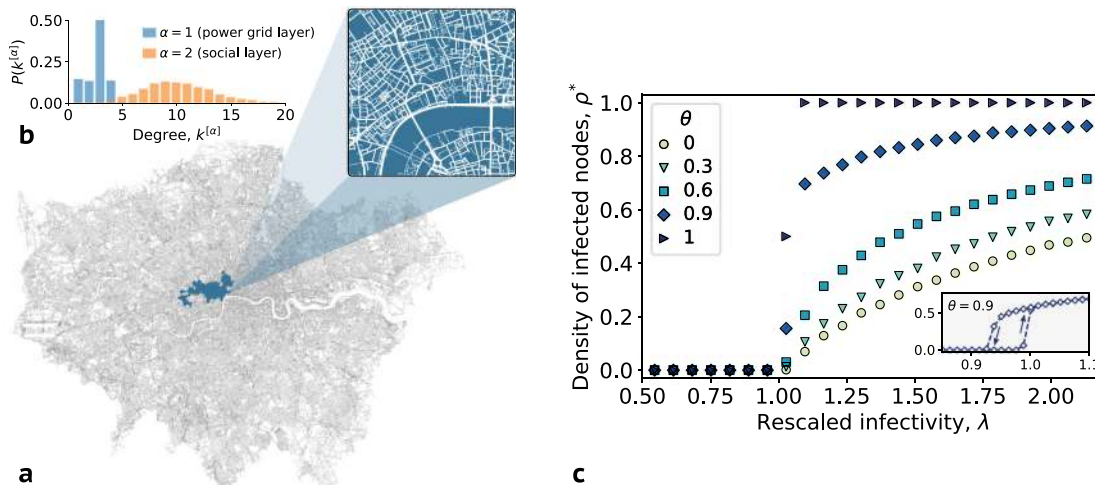 0.50
0.25
0.00
P(k^[α])
α = 1 (power grid layer)
α = 2 (social layer)
0 5 10 15 20
Degree, k^[α]
b
a
Density of infected nodes, ρ*
1.0
0.8
0.6
0.4
0.2
0.0
θ
0
0.3
0.6
0.9
1
θ = 0.9
0.5
0.0
0.9 1.0 1.1
0.50 0.75 1.00 1.25 1.50 1.75 2.00
Rescaled infectivity, λ
c